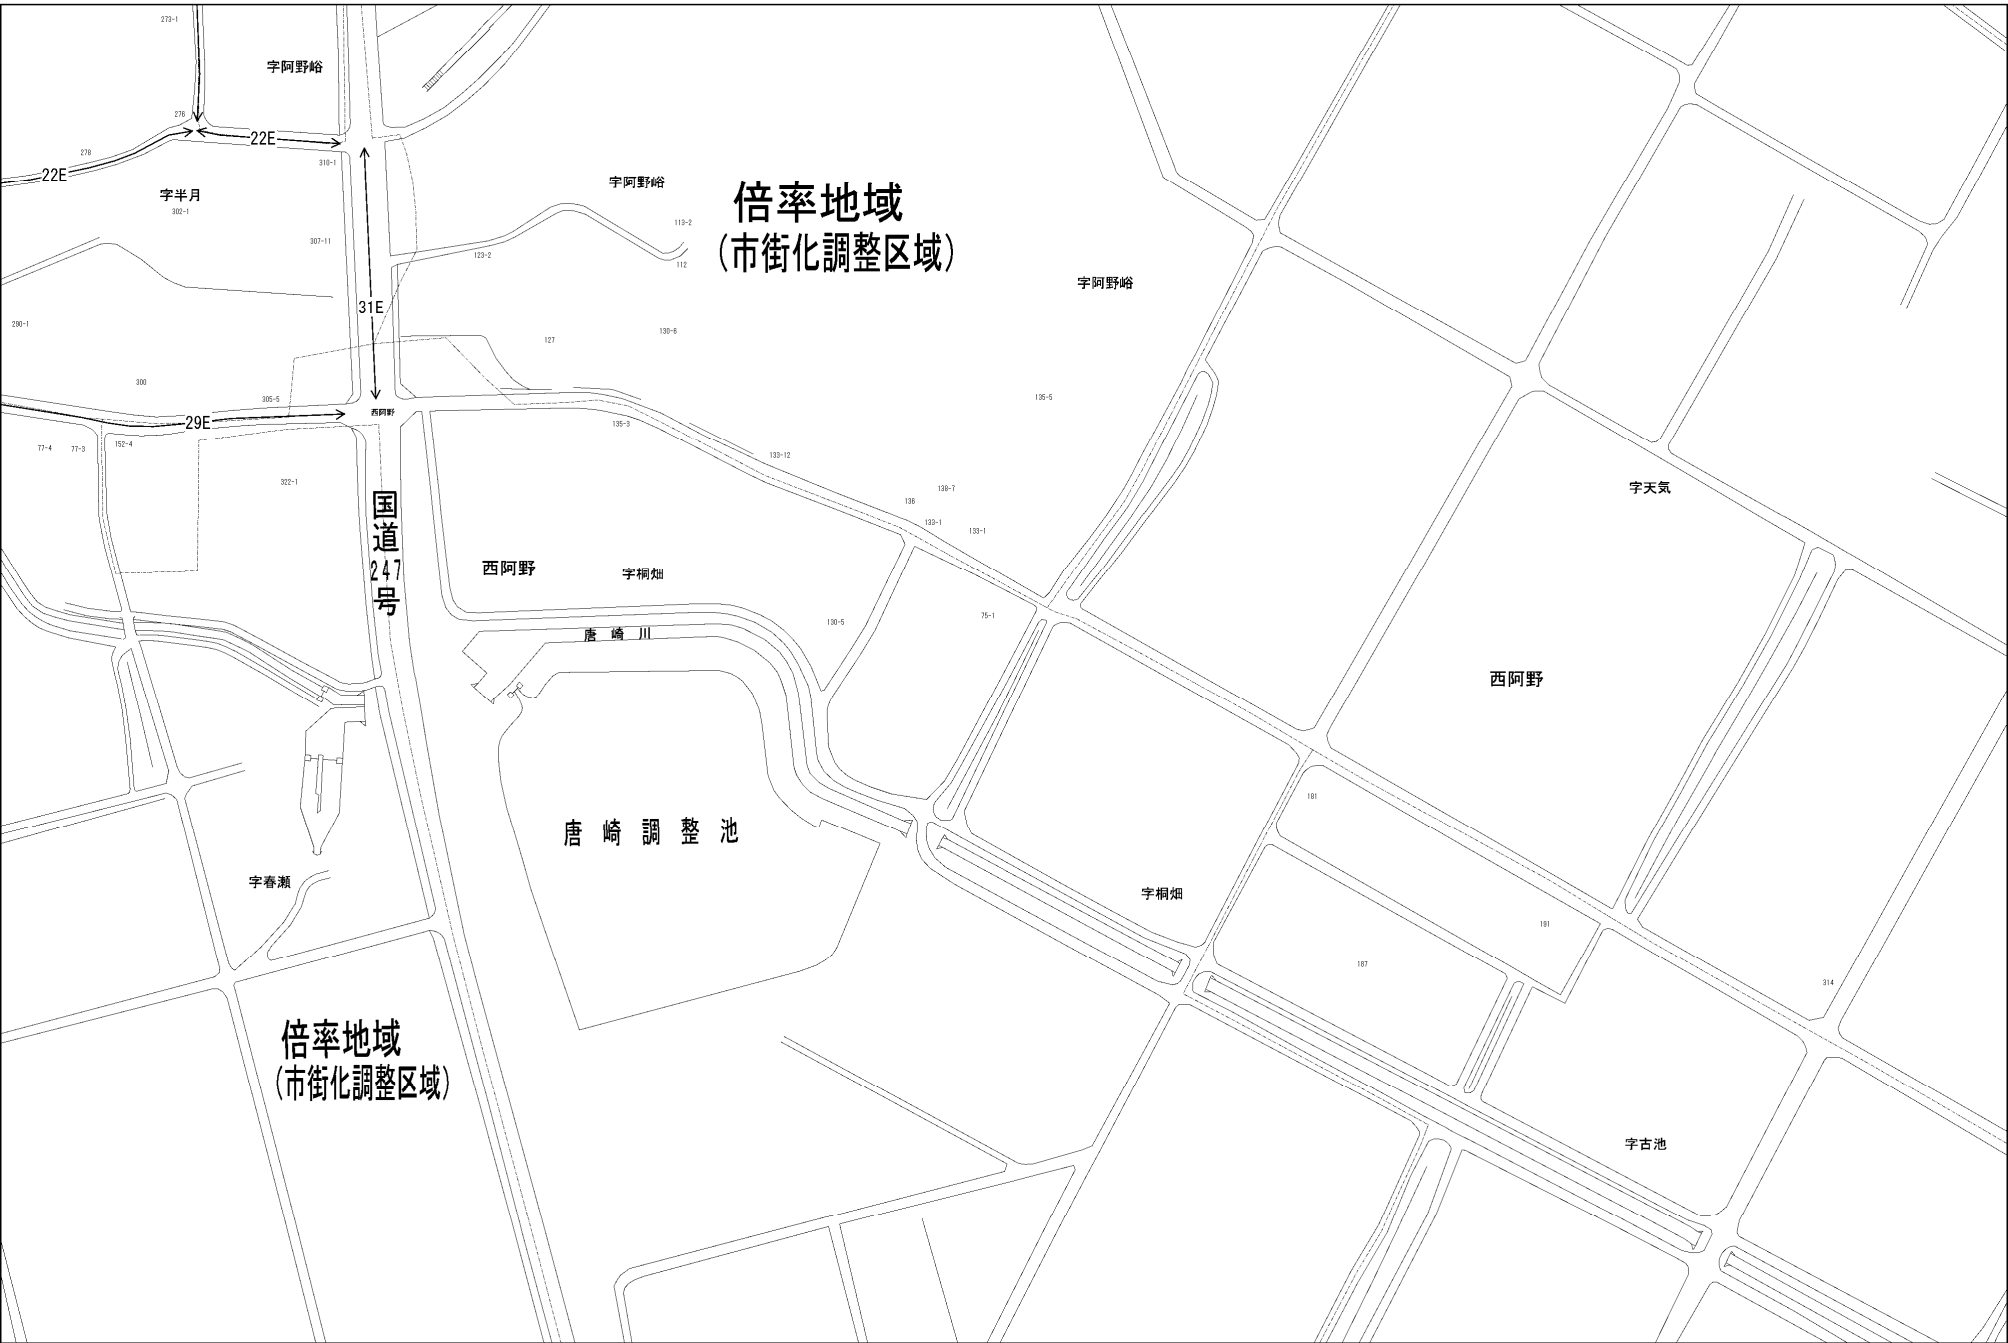 273-1
字阿野峪
276
22E
278
310-1
22E
字阿野峪
字半月
302-1
倍率地域
(市街化調整区域)
113-2
307-11
123-2
112
字阿野峪
31E
290-1
130-6
127
300
305-5
135-5
西阿野
29E
135-3
77-4
77-3
152-4
133-12
322-1
字天気
138-7
136
国道247号
133-1
133-1
西阿野
字桐畑
75-1
130-5
唐崎川
西阿野
181
唐崎調整池
字春瀬
字桐畑
191
187
314
倍率地域
(市街化調整区域)
字古池